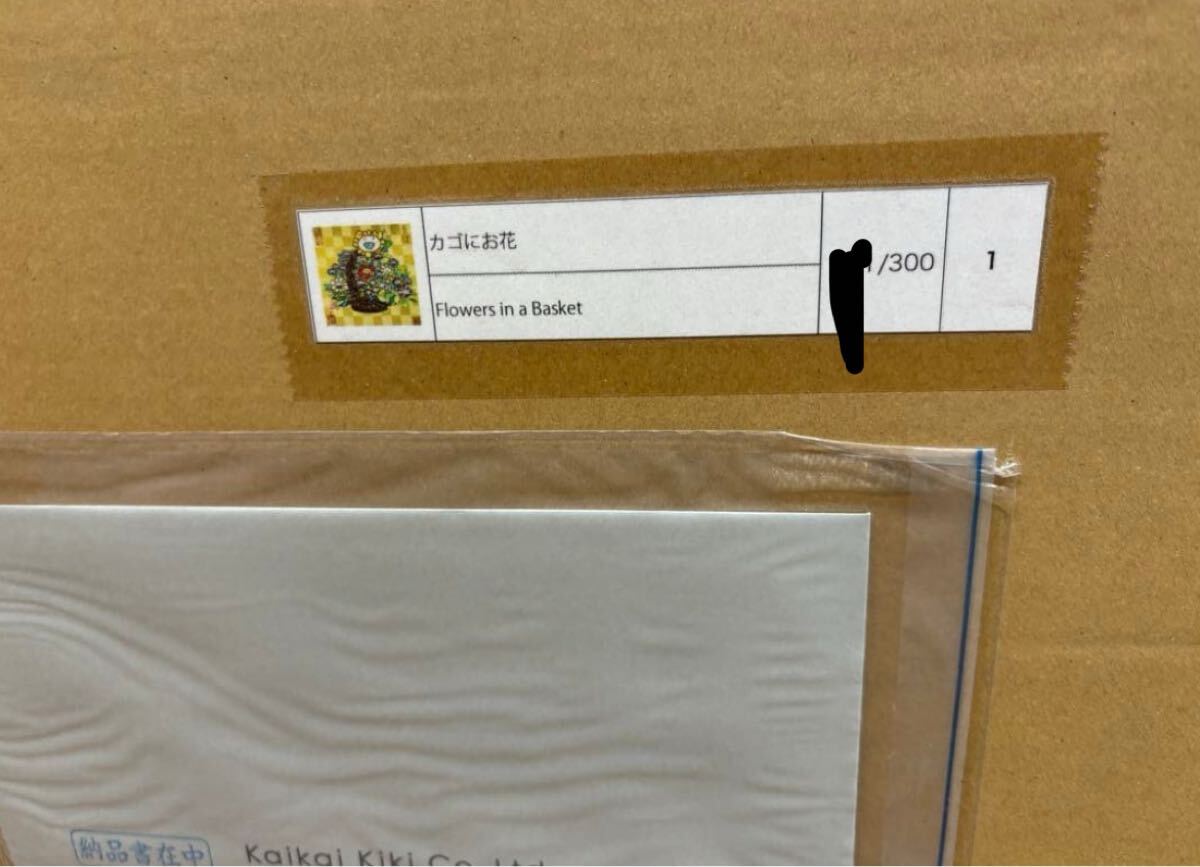 カゴにお花
Flowers in a Basket
/300
1
納品書在中
Kaikai Kiki Co., Ltd.